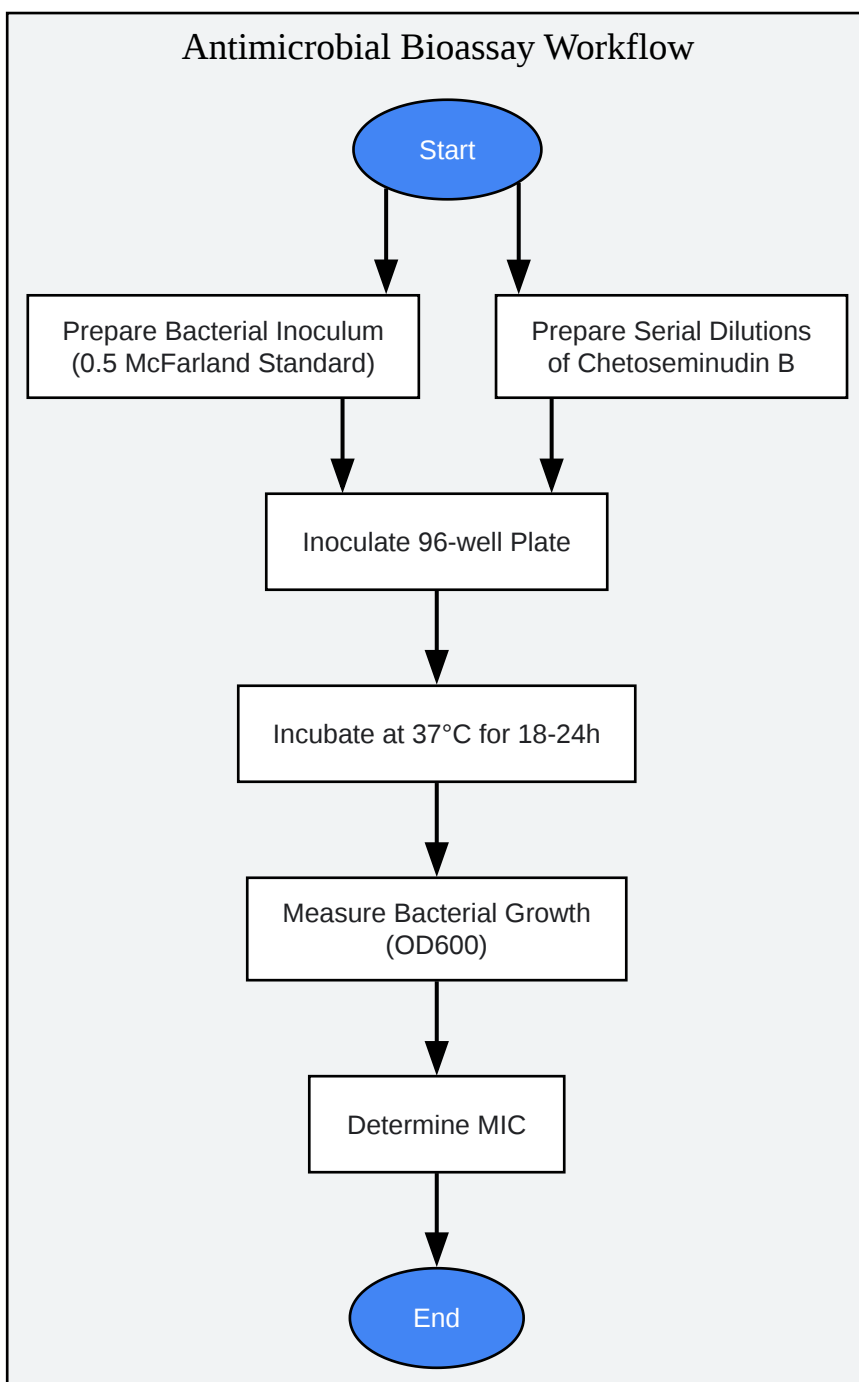 Antimicrobial Bioassay Workflow
Start
Prepare Bacterial Inoculum
(0.5 McFarland Standard)
Prepare Serial Dilutions
of Chetoseminudin B
Inoculate 96-well Plate
Incubate at 37°C for 18-24h
Measure Bacterial Growth
(OD600)
Determine MIC
End